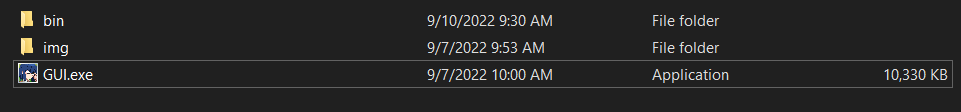 bin 9/10/2022 9:30 AM File folder
img 9/7/2022 9:53 AM File folder
GUI.exe 9/7/2022 10:00 AM Application 10,330 KB